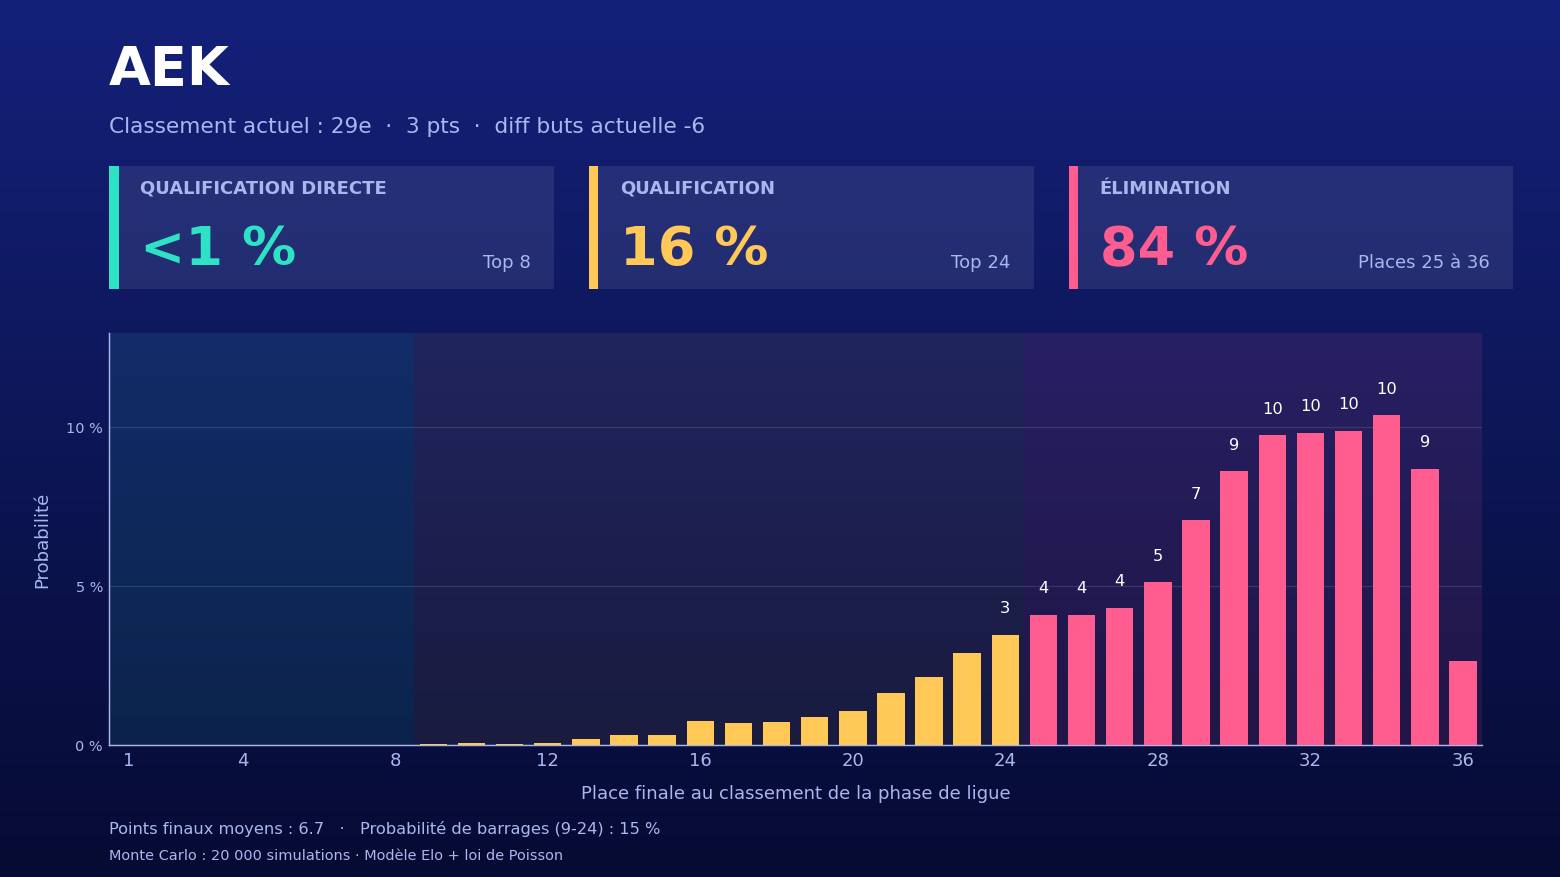 AEK
Classement actuel : 29e · 3 pts · diff buts actuelle -6
QUALIFICATION DIRECTE
<1 %
Top 8
QUALIFICATION
16 %
Top 24
ÉLIMINATION
84 %
Places 25 à 36
Probabilité
10 %
5 %
0 %
3 4 4 4 5 7 9 10 10 10 10 9
1 4 8 12 16 20 24 28 32 36
Place finale au classement de la phase de ligue
Points finaux moyens : 6.7 · Probabilité de barrages (9-24) : 15 %
Monte Carlo : 20 000 simulations · Modèle Elo + loi de Poisson